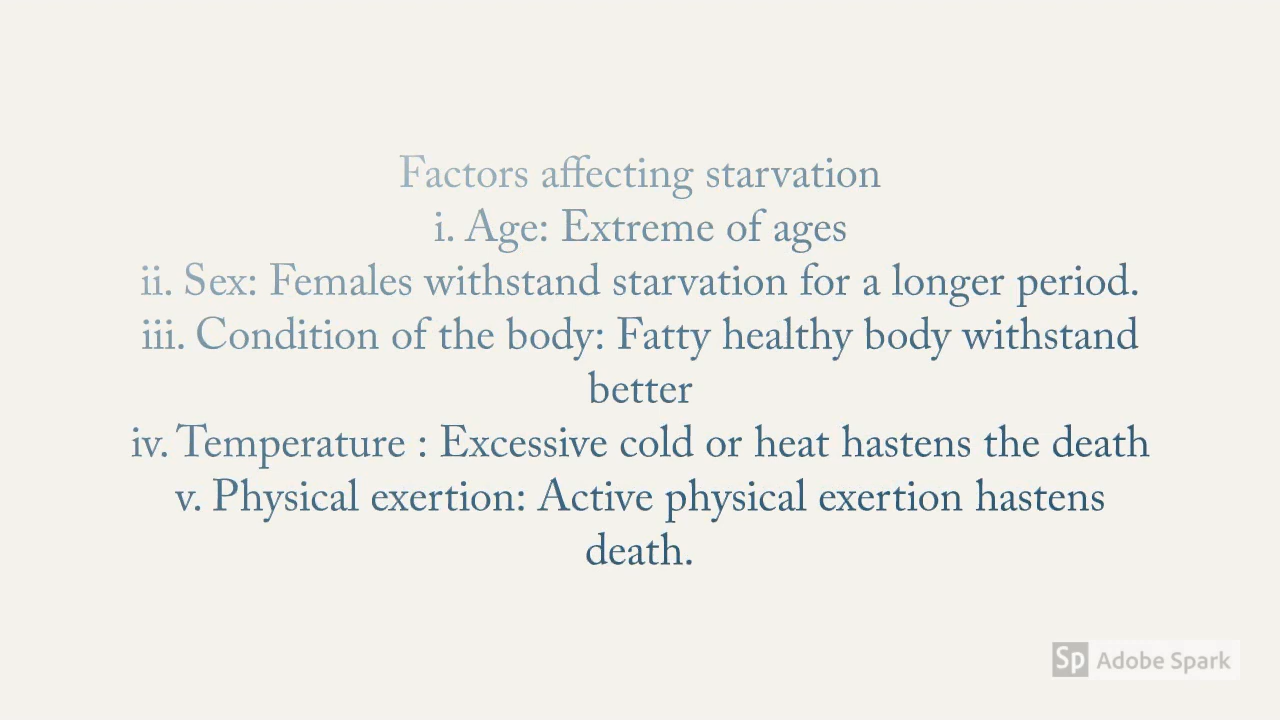 Factors affecting starvation
i. Age: Extreme of ages
ii. Sex: Females withstand starvation for a longer period.
iii. Condition of the body: Fatty healthy body withstand
better
iv. Temperature : Excessive cold or heat hastens the death
v. Physical exertion: Active physical exertion hastens
death.
Sp Adobe Spark